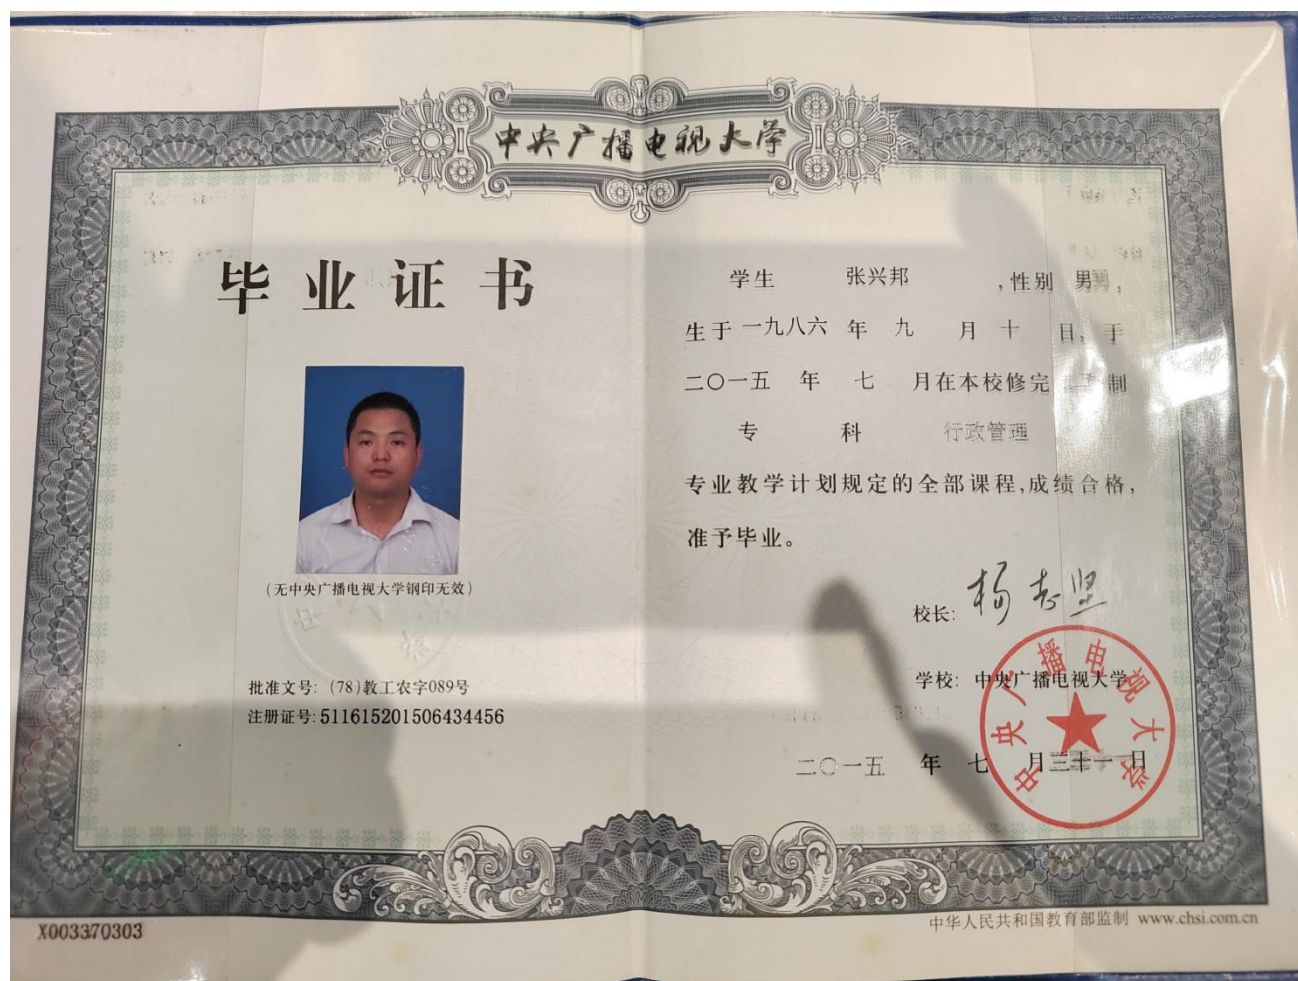 中央广播电视大学
毕业证书
(无中央广播电视大学钢印无效)
批准文号: (78)教工农字089号
注册证号:511615201506434456
学生 张兴邦 ,性别 男,
生于 一九八六 年 九 月 十 日, 于
二〇一五 年 七 月在本校修完 制
专 科 行政管理
专业教学计划规定的全部课程,成绩合格,
准予毕业。
校长: 杨志坚
学校: 中央广播电视大学
二〇一五 年 七 月三十一日
中央广播电视大学
X003370303
中华人民共和国教育部监制 www.chsi.com.cn